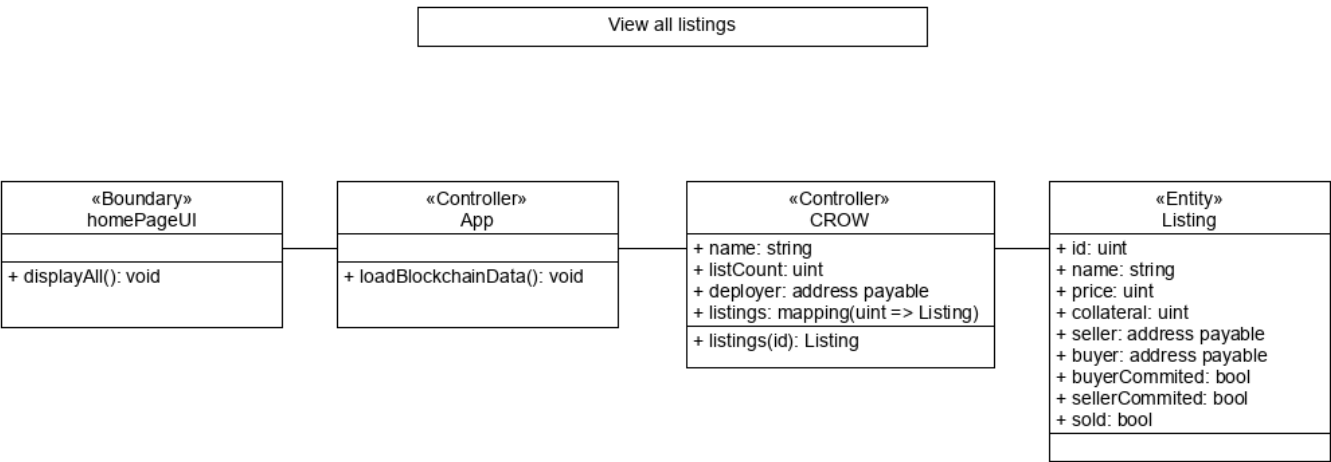 View all listings
«Boundary»
homePageUI
+ displayAll(): void
«Controller»
App
+ loadBlockchainData(): void
«Controller»
CROW
+ name: string
+ listCount: uint
+ deployer: address payable
+ listings: mapping(uint => Listing)
+ listings(id): Listing
«Entity»
Listing
+ id: uint
+ name: string
+ price: uint
+ collateral: uint
+ seller: address payable
+ buyer: address payable
+ buyerCommited: bool
+ sellerCommited: bool
+ sold: bool